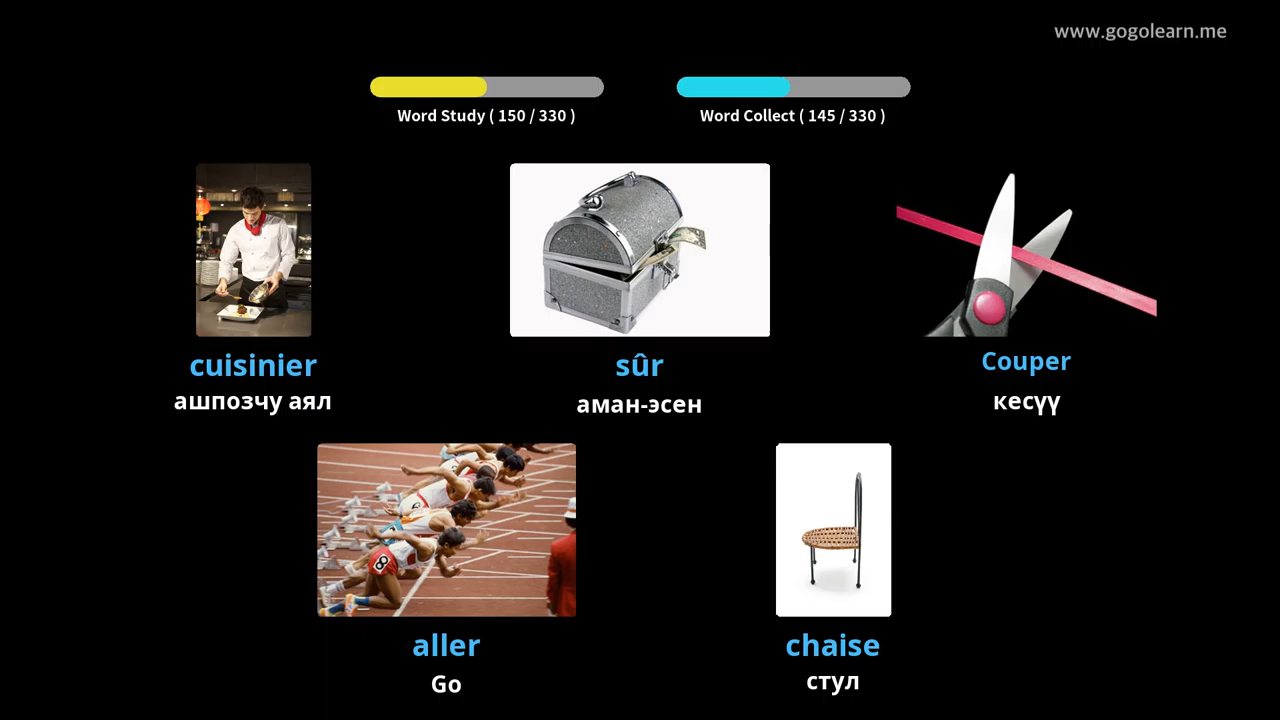 www.gogolearn.me
Word Study ( 150 / 330 )
Word Collect ( 145 / 330 )
cuisinier
ашпозчу аял
sûr
аман-эсен
Couper
кесүү
aller
Go
chaise
стул